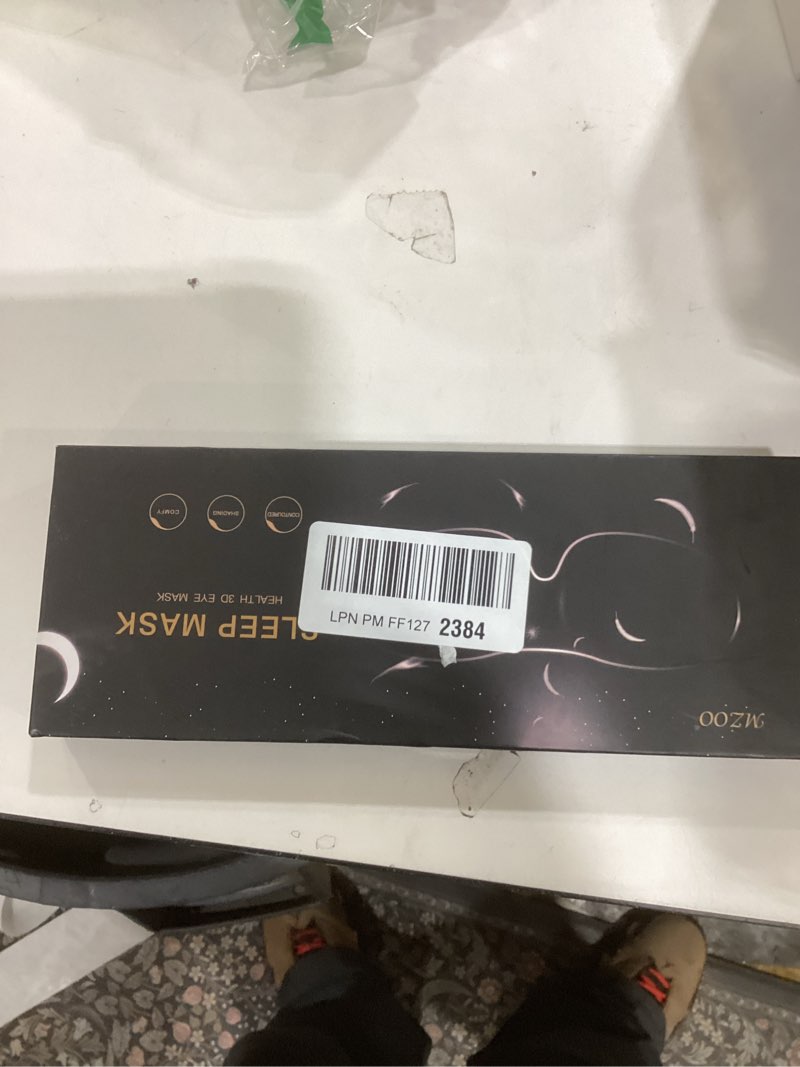 MZOO
SLEEP MASK
HEALTH 3D EYE MASK
CONTOURED
SHADING
COMFY
LPN PM FF127 2384